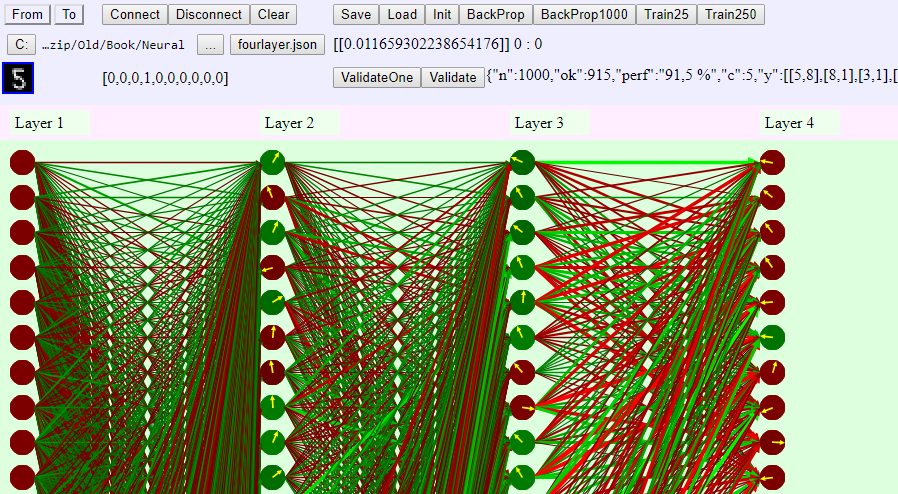 From To Connect Disconnect Clear Save Load Init BackProp BackProp1000 Train25 Train250
C: …zip/Old/Book/Neural ... fourlayer.json [[0.011659302238654176]] 0 : 0
5 [0,0,0,1,0,0,0,0,0,0] ValidateOne Validate {"n":1000,"ok":915,"perf":"91,5 %","c":5,"y":[[5,8],[8,1],[3,1],[
Layer 1 Layer 2 Layer 3 Layer 4